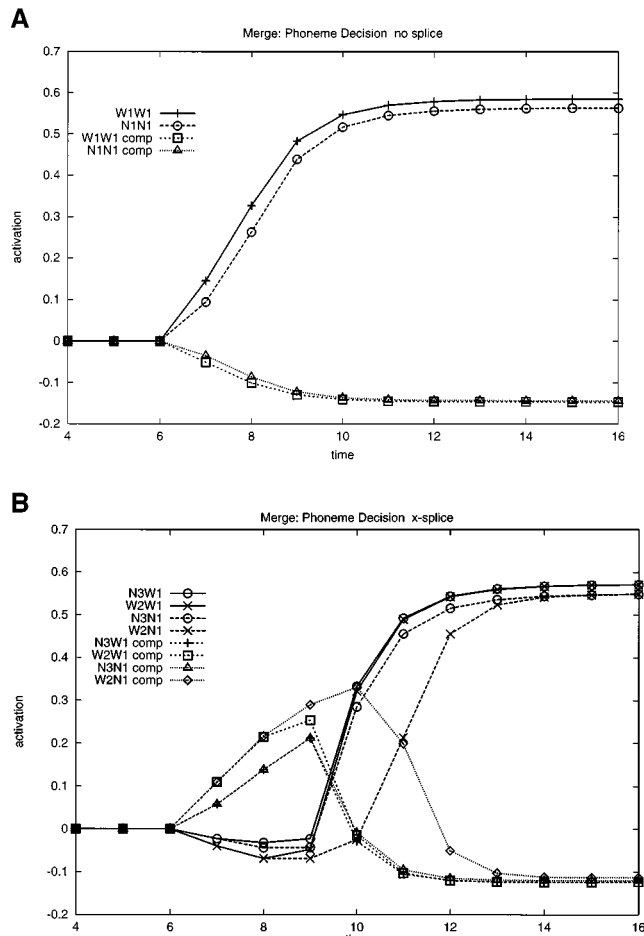 A
Merge: Phoneme Decision no splice
0.7
0.6
0.5
0.4
0.3
0.2
0.1
0
-0.1
-0.2
activation
W1W1
N1N1
W1W1 comp
N1N1 comp
4 6 8 10 12 14 16
time
B
Merge: Phoneme Decision x-splice
0.7
0.6
0.5
0.4
0.3
0.2
0.1
0
-0.1
-0.2
activation
N3W1
W2W1
N3N1
W2N1
N3W1 comp
W2W1 comp
N3N1 comp
W2N1 comp
4 6 8 10 12 14 16